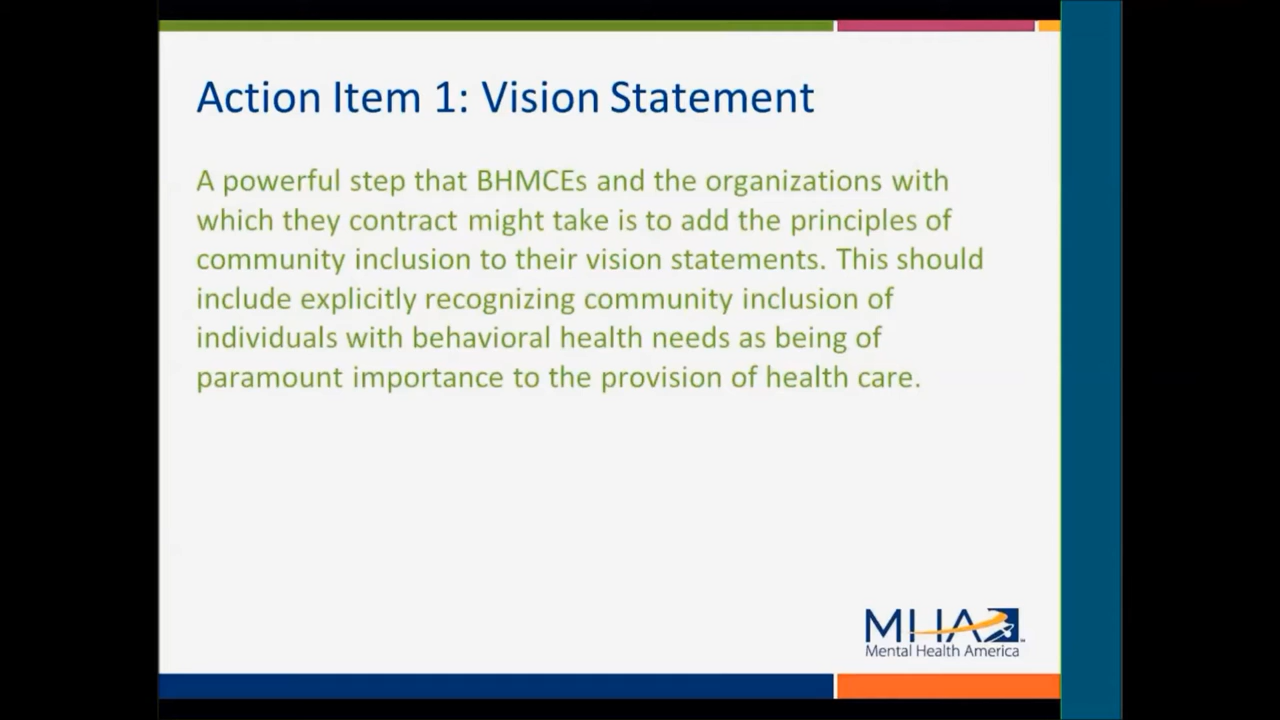 Action Item 1: Vision Statement
A powerful step that BHMCEs and the organizations with
which they contract might take is to add the principles of
community inclusion to their vision statements. This should
include explicitly recognizing community inclusion of
individuals with behavioral health needs as being of
paramount importance to the provision of health care.
MHA
Mental Health America